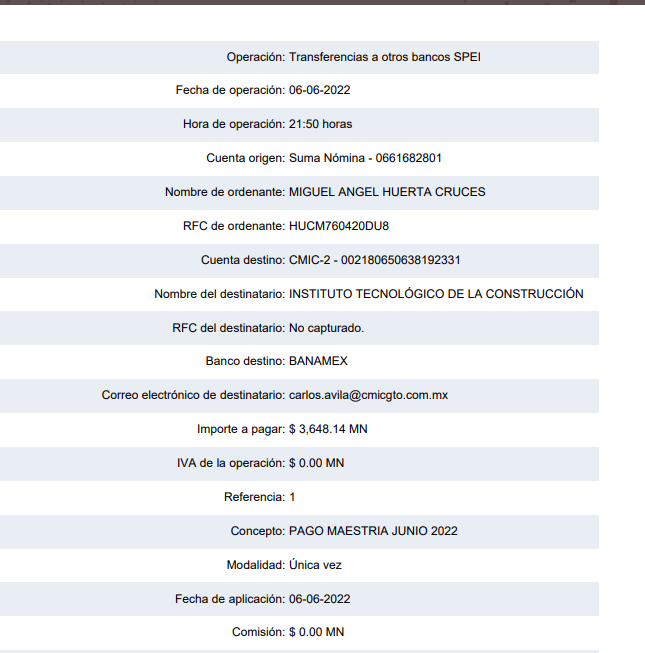 Operación: Transferencias a otros bancos SPEI
Fecha de operación: 06-06-2022
Hora de operación: 21:50 horas
Cuenta origen: Suma Nómina - 0661682801
Nombre de ordenante: MIGUEL ANGEL HUERTA CRUCES
RFC de ordenante: HUCM760420DU8
Cuenta destino: CMIC-2 - 002180650638192331
Nombre del destinatario: INSTITUTO TECNOLÓGICO DE LA CONSTRUCCIÓN
RFC del destinatario: No capturado.
Banco destino: BANAMEX
Correo electrónico de destinatario: carlos.avila@cmicgto.com.mx
Importe a pagar: $ 3,648.14 MN
IVA de la operación: $ 0.00 MN
Referencia: 1
Concepto: PAGO MAESTRIA JUNIO 2022
Modalidad: Única vez
Fecha de aplicación: 06-06-2022
Comisión: $ 0.00 MN